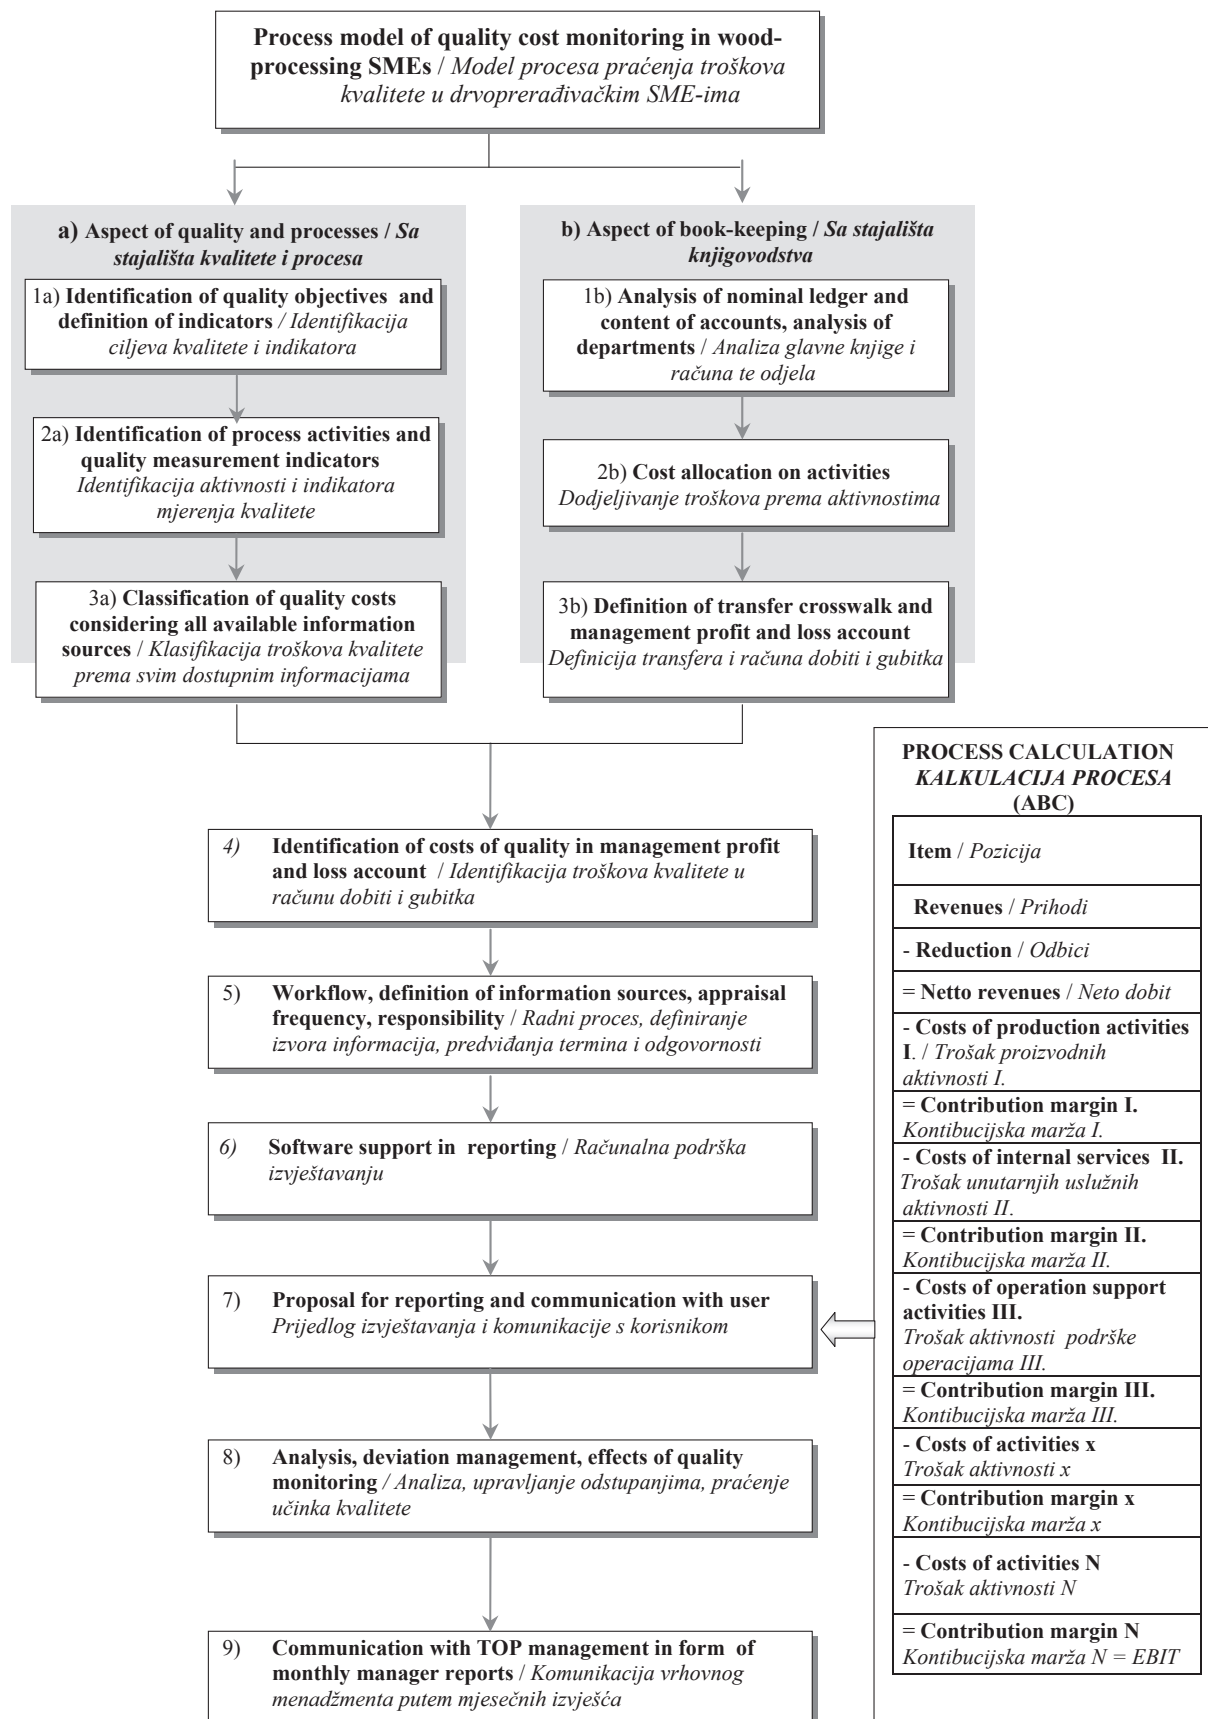 Process model of quality cost monitoring in wood-
processing SMEs / Model procesa praćenja troškova
kvalitete u drvoprerađivačkim SME-ima
a) Aspect of quality and processes / Sa
stajališta kvalitete i procesa
1a) Identification of quality objectives and
definition of indicators / Identifikacija
ciljeva kvalitete i indikatora
2a) Identification of process activities and
quality measurement indicators
Identifikacija aktivnosti i indikatora
mjerenja kvalitete
3a) Classification of quality costs
considering all available information
sources / Klasifikacija troškova kvalitete
prema svim dostupnim informacijama
b) Aspect of book-keeping / Sa stajališta
knjigovodstva
1b) Analysis of nominal ledger and
content of accounts, analysis of
departments / Analiza glavne knjige i
računa te odjela
2b) Cost allocation on activities
Dodjeljivanje troškova prema aktivnostima
3b) Definition of transfer crosswalk and
management profit and loss account
Definicija transfera i računa dobiti i gubitka
4) Identification of costs of quality in management profit
and loss account / Identifikacija troškova kvalitete u
računu dobiti i gubitka
5) Workflow, definition of information sources, appraisal
frequency, responsibility / Radni proces, definiranje
izvora informacija, predviđanja termina i odgovornosti
6) Software support in reporting / Računalna podrška
izvještavanju
7) Proposal for reporting and communication with user
Prijedlog izvještavanja i komunikacije s korisnikom
8) Analysis, deviation management, effects of quality
monitoring / Analiza, upravljanje odstupanjima, praćenje
učinka kvalitete
9) Communication with TOP management in form of
monthly manager reports / Komunikacija vrhovnog
menadžmenta putem mjesečnih izvješća
PROCESS CALCULATION
KALKULACIJA PROCESA
(ABC)
Item / Pozicija
Revenues / Prihodi
- Reduction / Odbici
= Netto revenues / Neto dobit
- Costs of production activities
I. / Trošak proizvodnih
aktivnosti I.
= Contribution margin I.
Kontibucijska marža I.
- Costs of internal services II.
Trošak unutarnjih uslužnih
aktivnosti II.
= Contribution margin II.
Kontibucijska marža II.
- Costs of operation support
activities III.
Trošak aktivnosti podrške
operacijama III.
= Contribution margin III.
Kontibucijska marža III.
- Costs of activities x
Trošak aktivnosti x
= Contribution margin x
Kontibucijska marža x
- Costs of activities N
Trošak aktivnosti N
= Contribution margin N
Kontibucijska marža N = EBIT